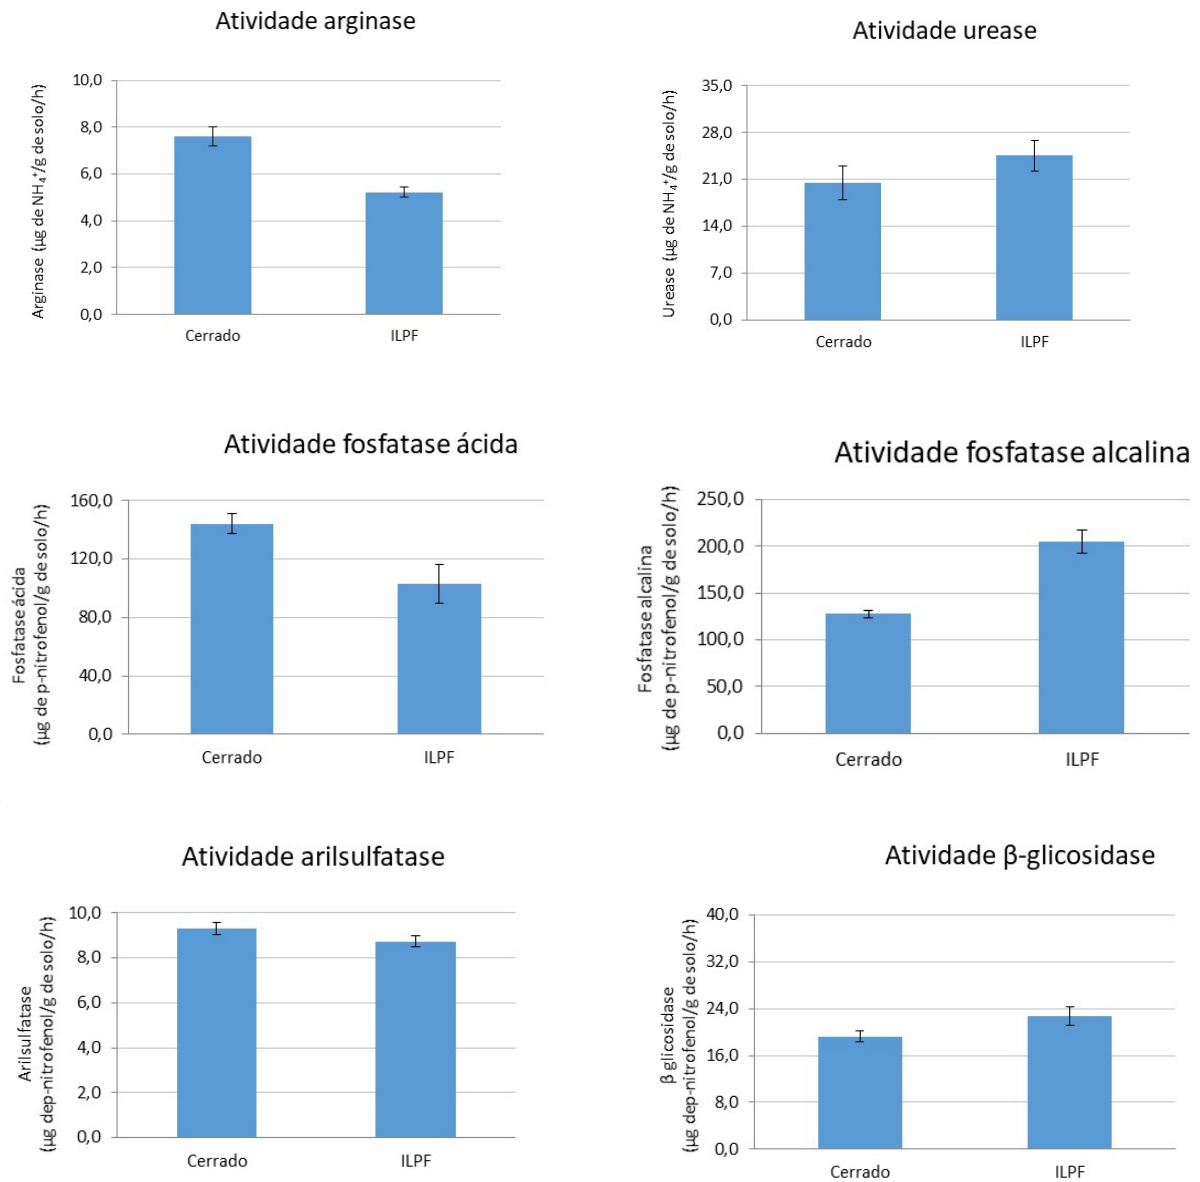 Atividade arginase
Arginase (µg de NH₄⁺/g de solo/h)
10,0
8,0
6,0
4,0
2,0
0,0
Cerrado
ILPF
Atividade urease
Urease (µg de NH₄⁺/g de solo/h)
35,0
28,0
21,0
14,0
7,0
0,0
Cerrado
ILPF
Atividade fosfatase ácida
Fosfatase ácida
(µg de p-nitrofenol/g de solo/h)
160,0
120,0
80,0
40,0
0,0
Cerrado
ILPF
Atividade fosfatase alcalina
Fosfatase alcalina
(µg de p-nitrofenol/g de solo/h)
250,0
200,0
150,0
100,0
50,0
0,0
Cerrado
ILPF
Atividade arilsulfatase
Arilsulfatase
(µg dep-nitrofenol/g de solo/h)
10,0
8,0
6,0
4,0
2,0
0,0
Cerrado
ILPF
Atividade β-glicosidase
β glicosidase
(µg dep-nitrofenol/g de solo/h)
40,0
32,0
24,0
16,0
8,0
0,0
Cerrado
ILPF